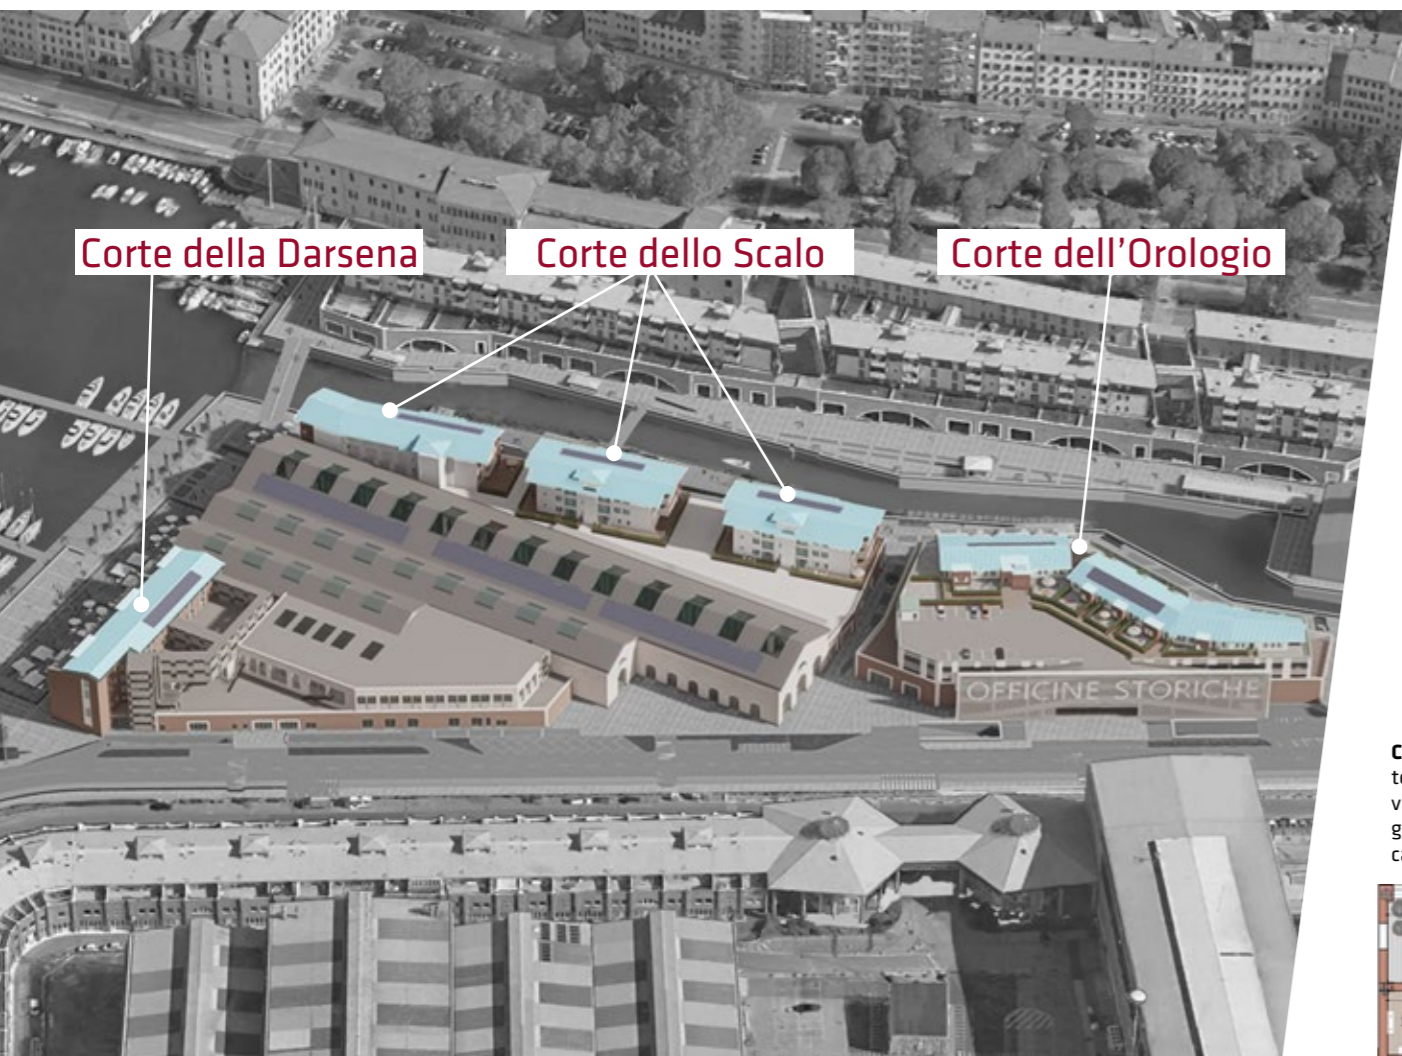 Corte della Darsena
Corte dello Scalo
Corte dell’Orologio
OFFICINE STORICHE